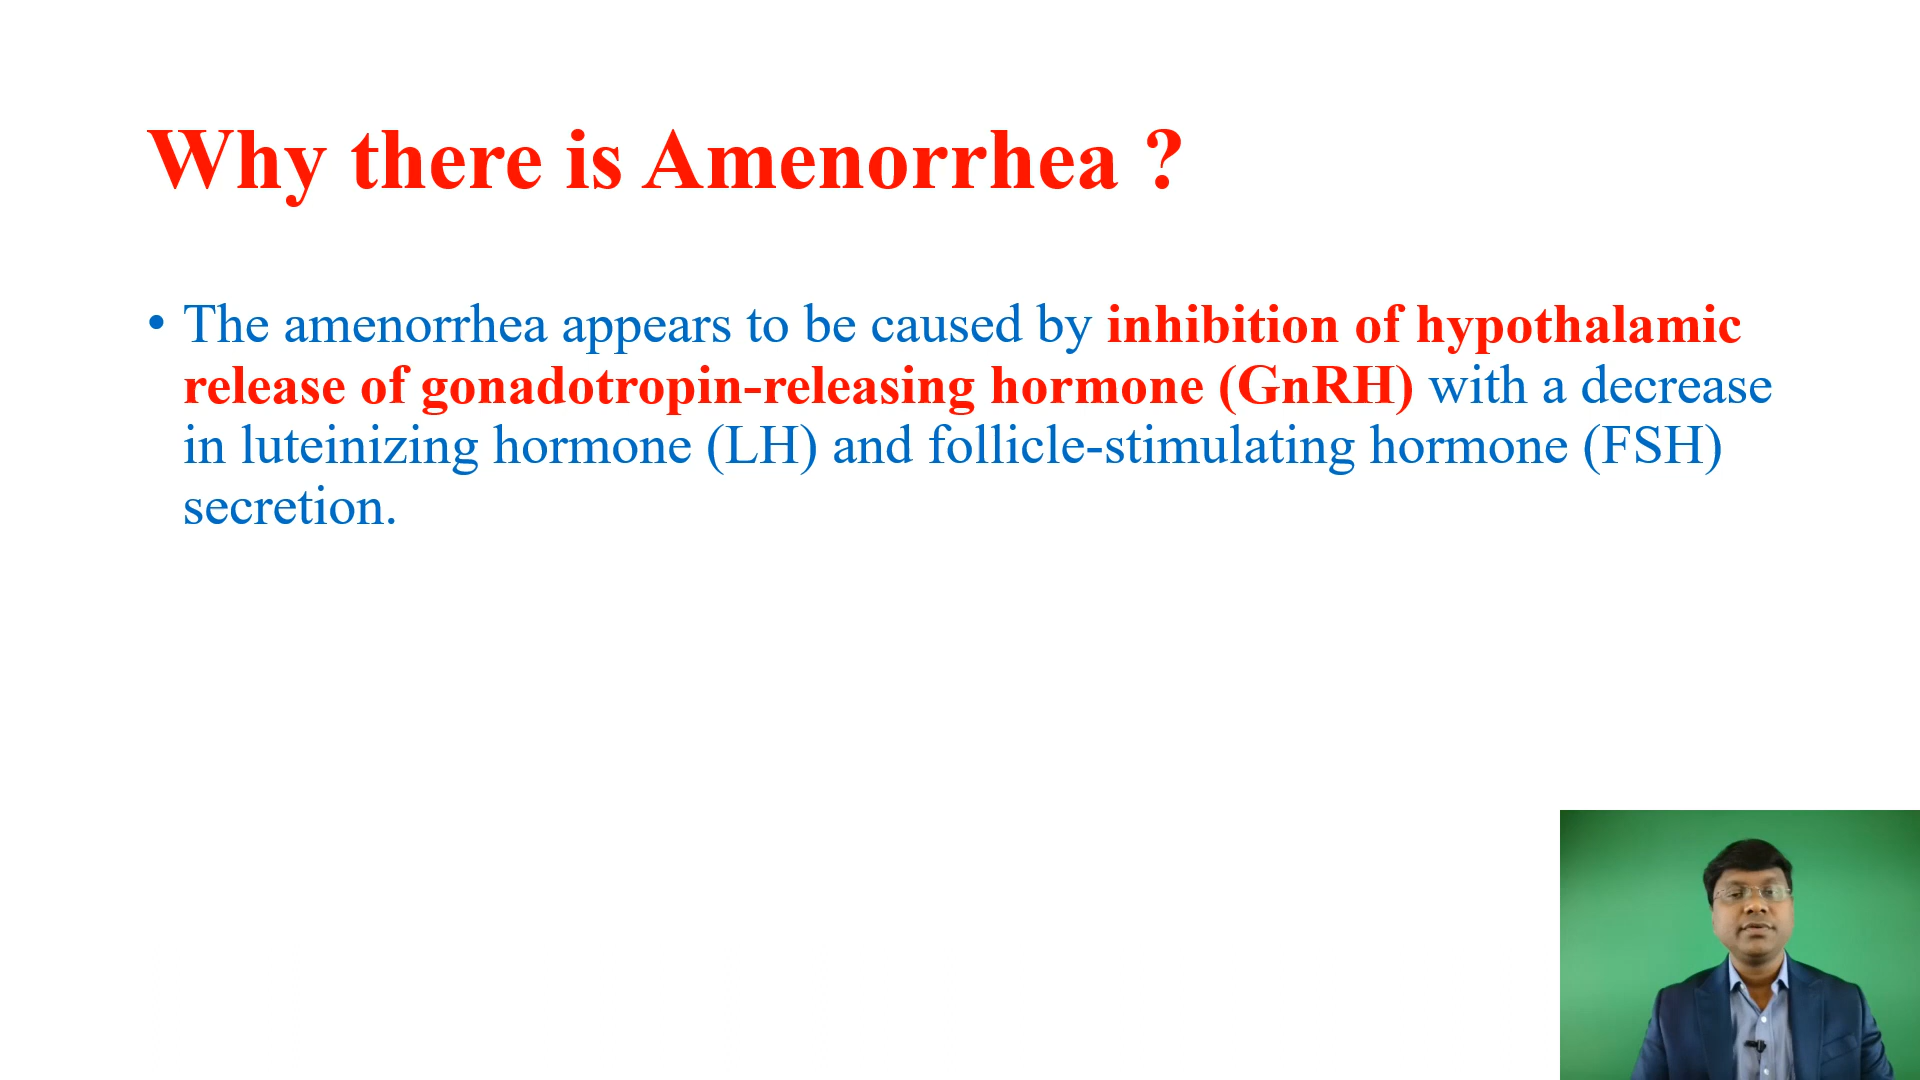 Why there is Amenorrhea ?
• The amenorrhea appears to be caused by inhibition of hypothalamic
release of gonadotropin-releasing hormone (GnRH) with a decrease
in luteinizing hormone (LH) and follicle-stimulating hormone (FSH)
secretion.